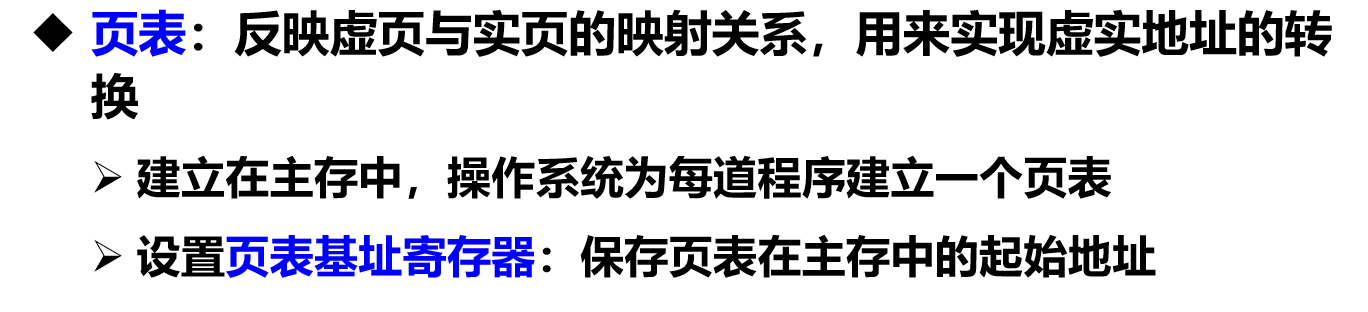 ◆ 页表：反映虚页与实页的映射关系，用来实现虚实地址的转
换
➢ 建立在主存中，操作系统为每道程序建立一个页表
➢ 设置页表基址寄存器：保存页表在主存中的起始地址